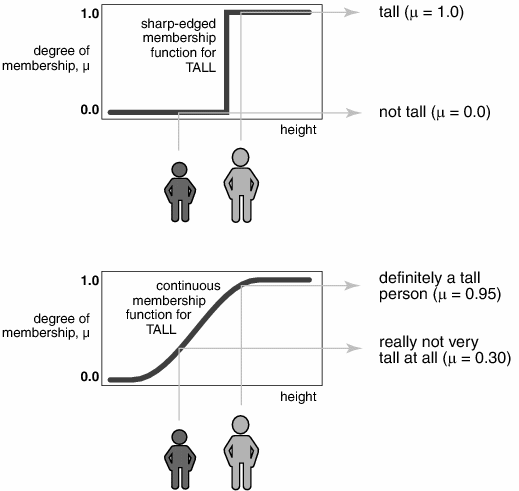 1.0
tall (μ = 1.0)
sharp-edged
membership
function for
TALL
degree of
membership, μ
0.0
not tall (μ = 0.0)
height
1.0
continuous
membership
function for
TALL
definitely a tall
person (μ = 0.95)
degree of
membership, μ
really not very
tall at all (μ = 0.30)
0.0
height